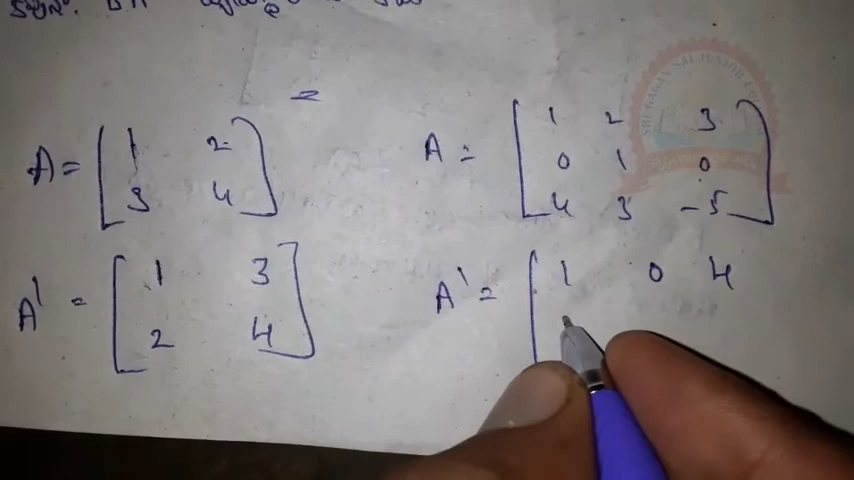 =
A = [ 1 2
3 4 ]
A = [ 1 2 3
0 1 0
4 3 -5 ]
A' = [ 1 3
2 4 ]
A' = [ 1 0 4